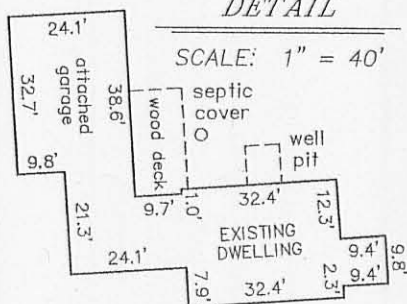 DETAIL
SCALE: 1" = 40'
24.1'
32.7'
attached
garage
38.6'
wood deck
septic
cover
well
pit
9.8'
21.3'
9.7'
1.0'
32.4'
12.3'
EXISTING
DWELLING
24.1'
7.9'
32.4'
2.3'
9.4'
9.4'
9.8'